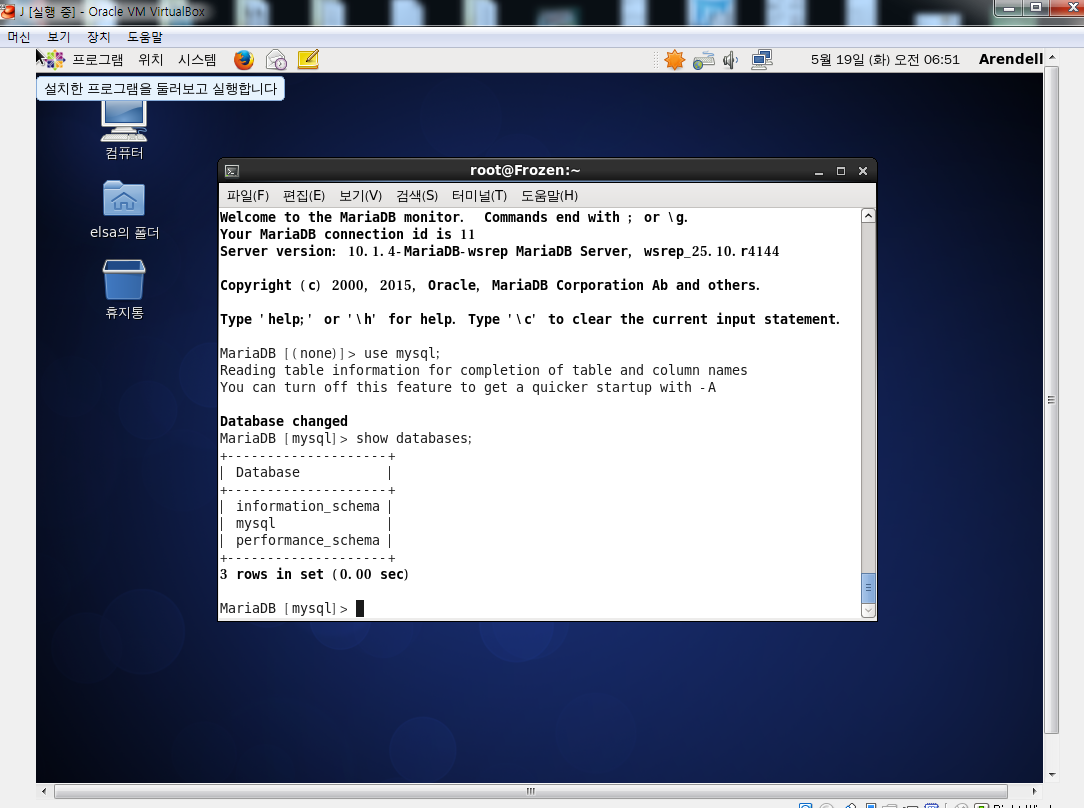 J [실행 중] - Oracle VM VirtualBox
머신 보기 장치 도움말
프로그램 위치 시스템 5월 19일 (화) 오전 06:51 Arendell
설치한 프로그램을 둘러보고 실행합니다
컴퓨터
elsa의 폴더
휴지통
root@Frozen:~
파일(F) 편집(E) 보기(V) 검색(S) 터미널(T) 도움말(H)
Welcome to the MariaDB monitor.  Commands end with ; or \g.
Your MariaDB connection id is 11
Server version: 10.1.4-MariaDB-wsrep MariaDB Server, wsrep_25.10.r4144
Copyright (c) 2000, 2015, Oracle, MariaDB Corporation Ab and others.
Type 'help;' or '\h' for help. Type '\c' to clear the current input statement.
MariaDB [(none)]> use mysql;
Reading table information for completion of table and column names
You can turn off this feature to get a quicker startup with -A
Database changed
MariaDB [mysql]> show databases;
+--------------------+
| Database           |
+--------------------+
| information_schema |
| mysql              |
| performance_schema |
+--------------------+
3 rows in set (0.00 sec)
MariaDB [mysql]>